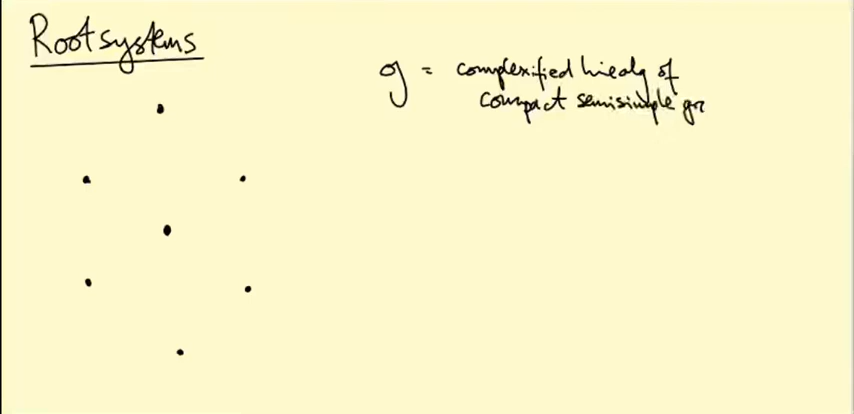 Root systems
g = complexified Lie alg of
compact semisimple gr